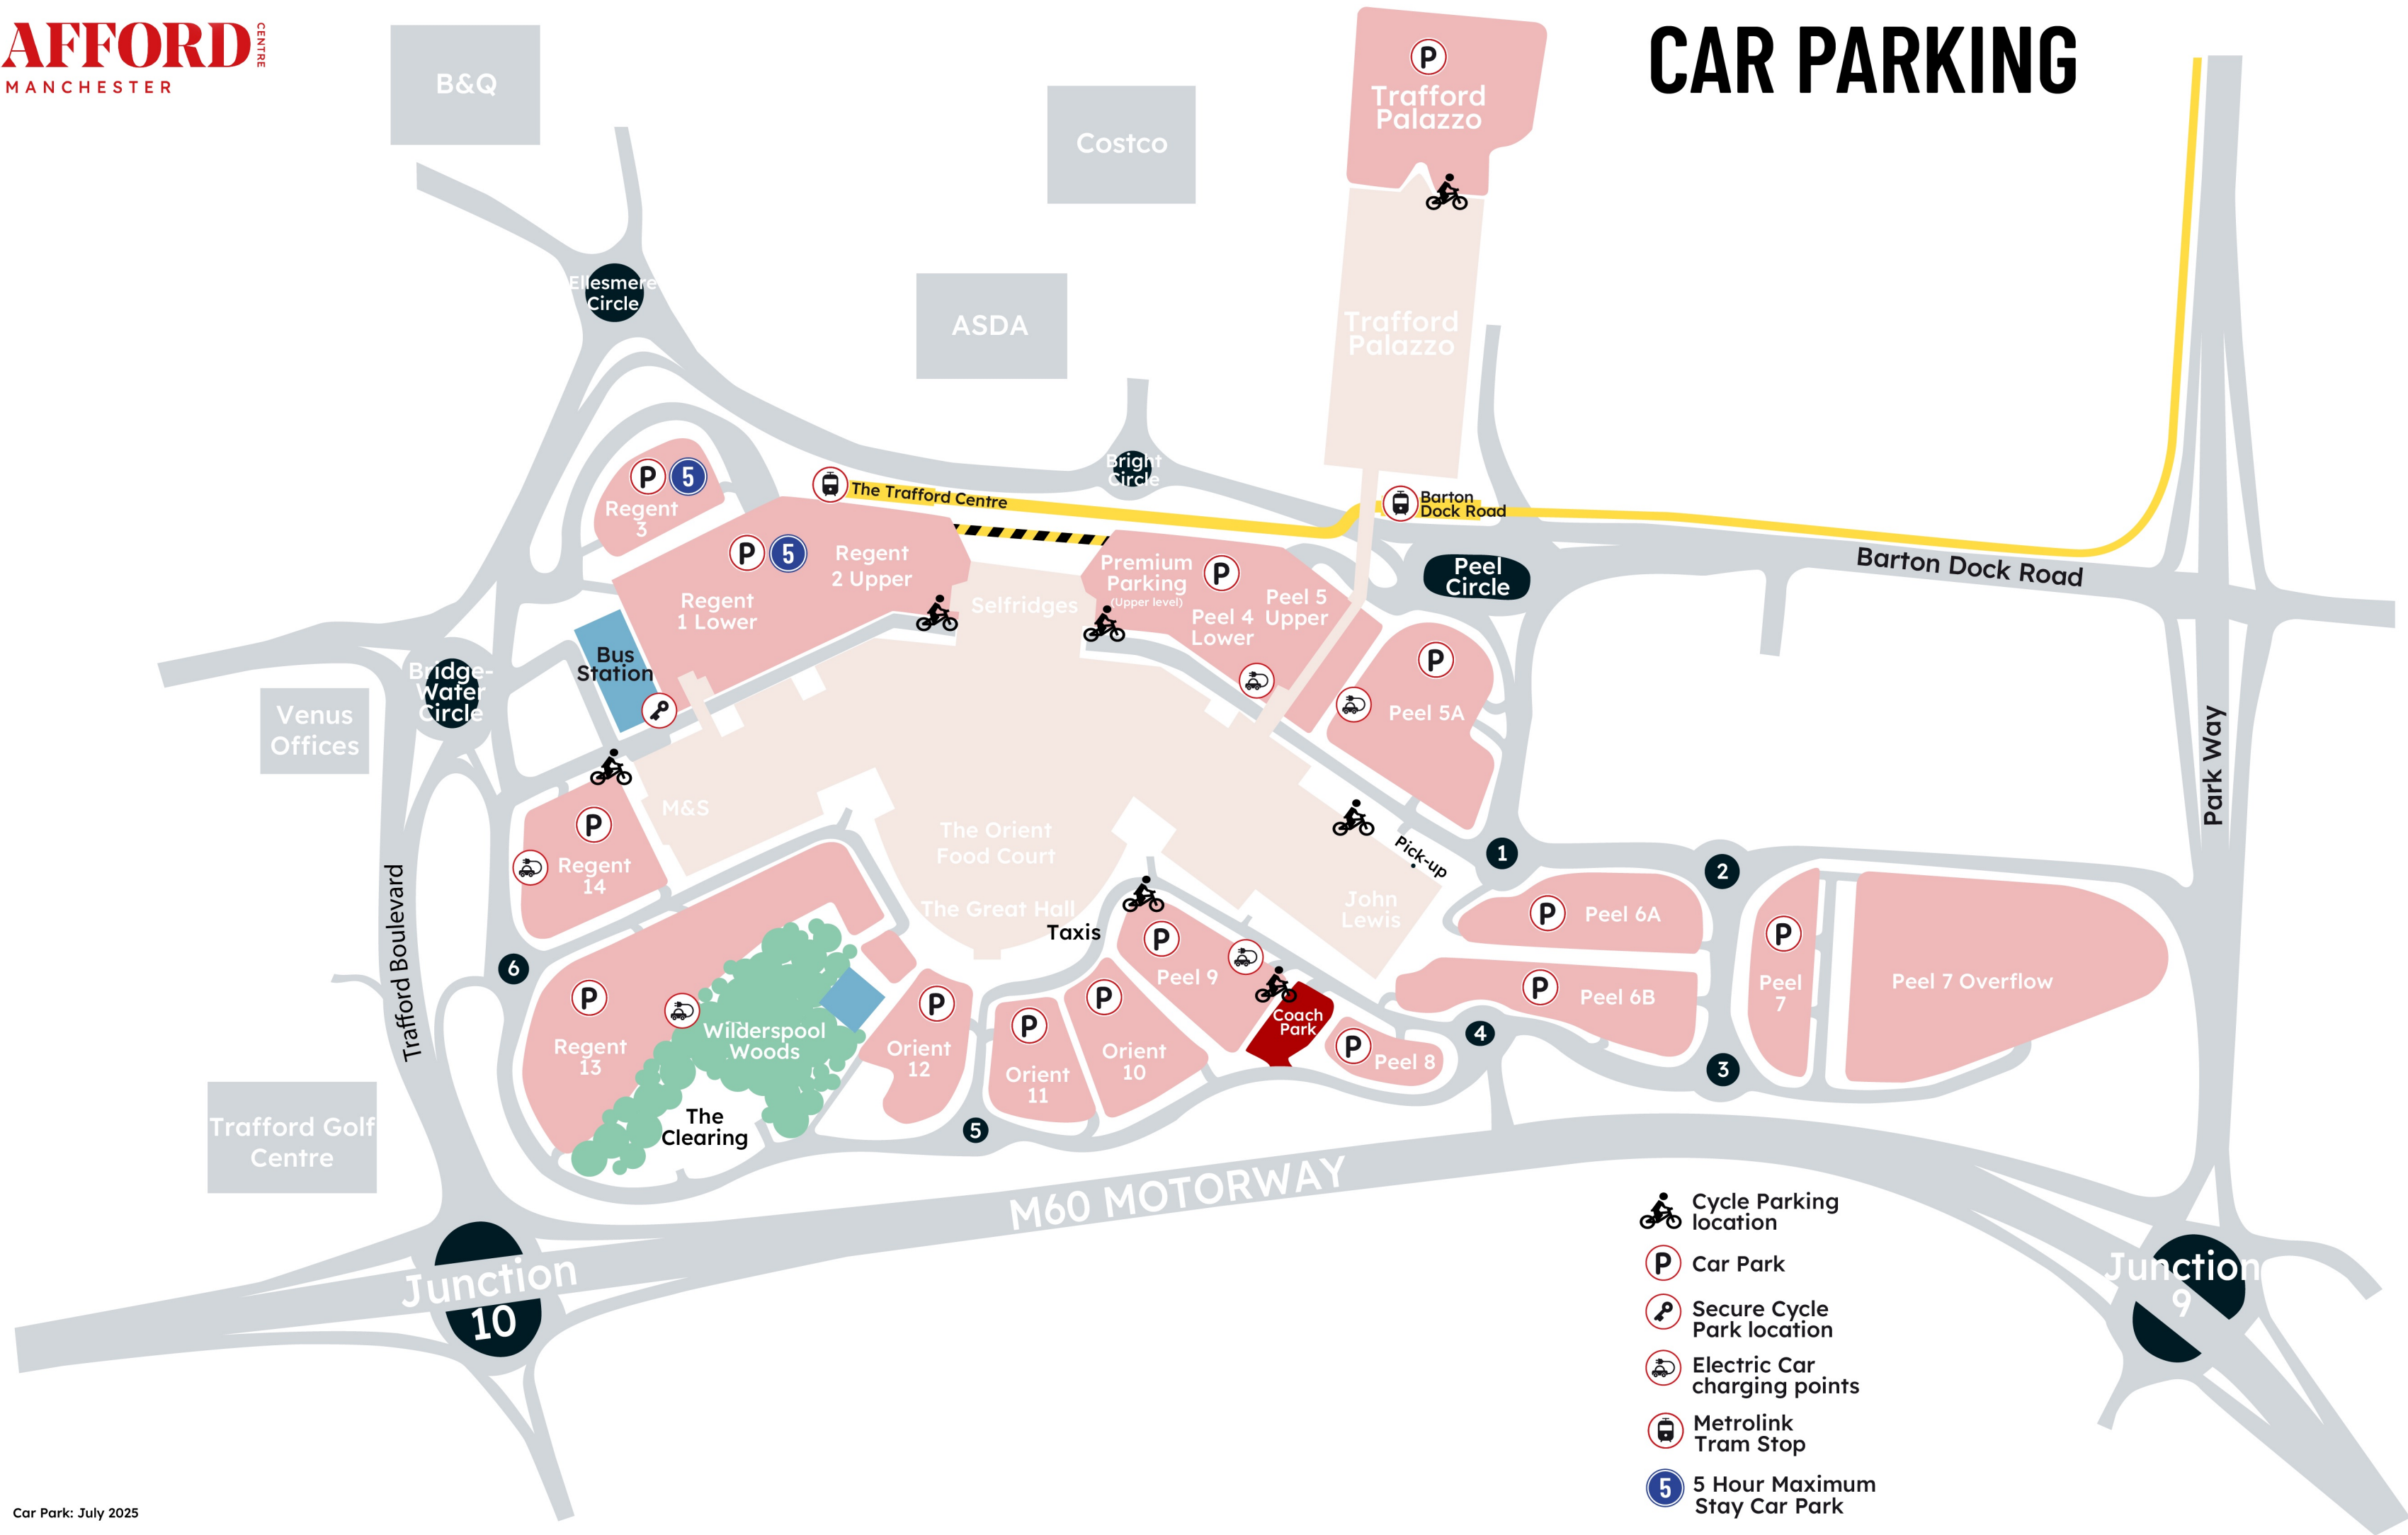 AFFORD
CENTRE
MANCHESTER
CAR PARKING
B&Q
Costco
P
Trafford
Palazzo
Ellesmere
Circle
ASDA
Trafford
Palazzo
Bright
Circle
P 5
Regent
3
The Trafford Centre
Barton
Dock Road
Barton Dock Road
P 5
Regent
2 Upper
Regent
1 Lower
Selfridges
Premium
Parking
(Upper level)
P
Peel 5
Upper
Peel 4
Lower
Peel
Circle
Bus
Station
Bridge-
Water
Circle
Venus
Offices
P
Peel 5A
Park Way
M&S
P
Regent
14
The Orient
Food Court
The Great Hall
Taxis
Pick-up
John
Lewis
1
2
P
Peel 6A
P
Peel 6B
P
Peel
7
Peel 7 Overflow
Trafford Boulevard
6
P
Regent
13
Wilderspool
Woods
The
Clearing
P
Orient
12
P
Orient
11
P
Orient
10
P
Peel 9
Coach
Park
P
Peel 8
4
3
5
Trafford Golf
Centre
M60 MOTORWAY
Junction
10
Junction
9
Cycle Parking
location
P
Car Park
Secure Cycle
Park location
Electric Car
charging points
Metrolink
Tram Stop
5
5 Hour Maximum
Stay Car Park
Car Park: July 2025